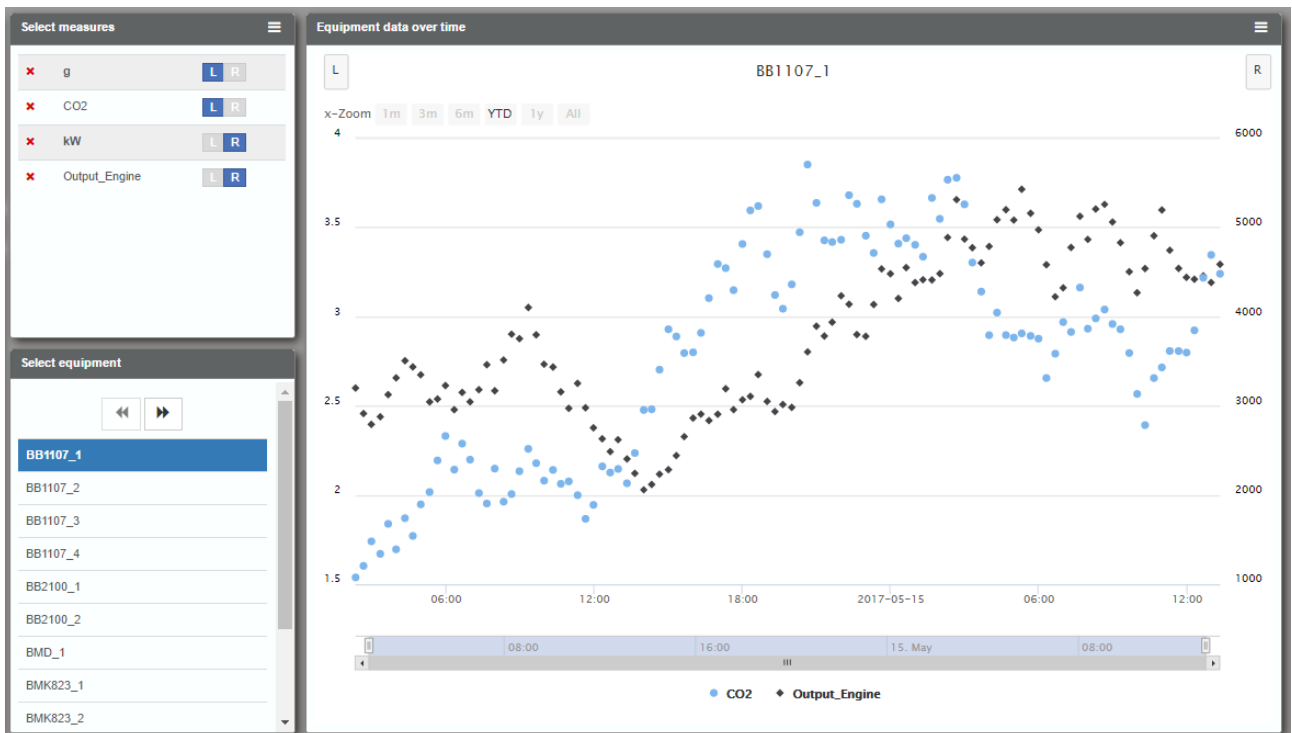 Select measures
g L R
CO2 L R
kW L R
Output_Engine L R
Select equipment
BB1107_1
BB1107_2
BB1107_3
BB1107_4
BB2100_1
BB2100_2
BMD_1
BMK823_1
BMK823_2
Equipment data over time
L BB1107_1 R
x-Zoom 1m 3m 6m YTD 1y All
4 6000
3.5 5000
3 4000
2.5 3000
2 2000
1.5 1000
06:00 12:00 18:00 2017-05-15 06:00 12:00
08:00 16:00 15. May 08:00
CO2 Output_Engine